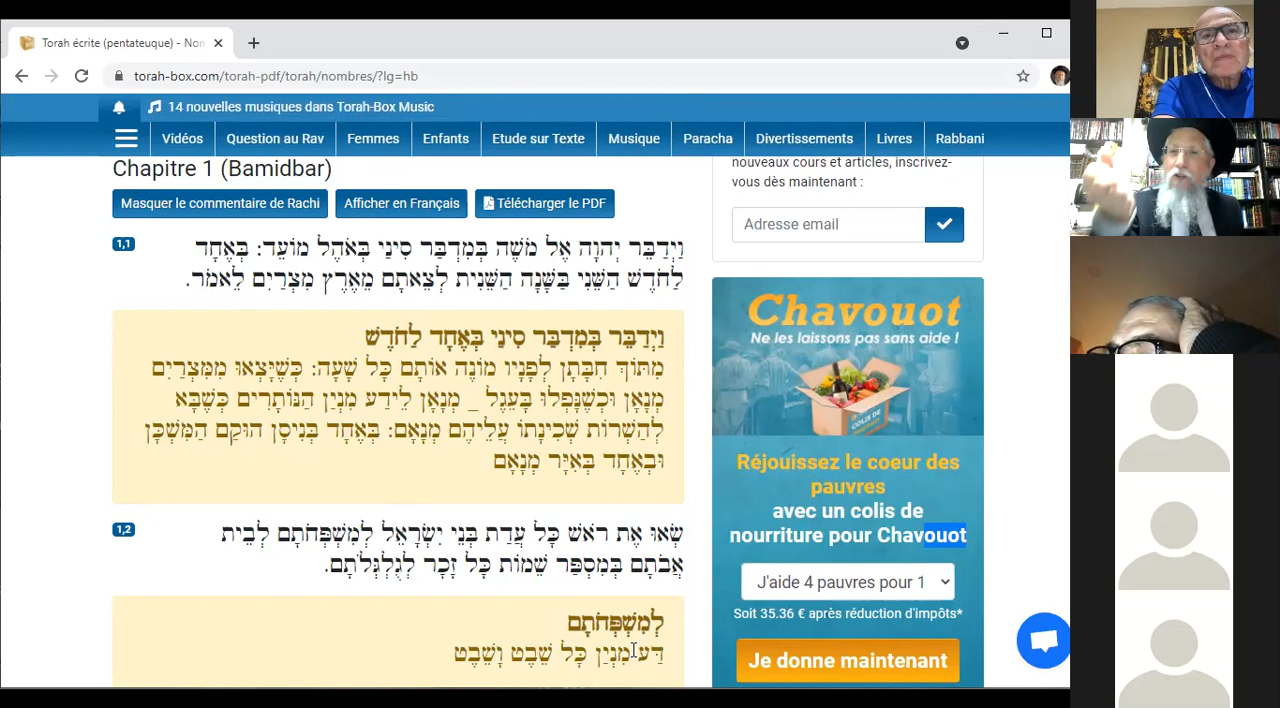 Torah écrite (pentateuque) - Nom
torah-box.com/torah-pdf/torah/nombres/?lg=hb
14 nouvelles musiques dans Torah-Box Music
Vidéos Question au Rav Femmes Enfants Etude sur Texte Musique Paracha Divertissements Livres Rabbani
Chapitre 1 (Bamidbar)
Masquer le commentaire de Rachi Afficher en Français Télécharger le PDF
1,1
וַיְדַבֵּר יְהוָה אֶל מֹשֶׁה בְּמִדְבַּר סִינַי בְּאֹהֶל מוֹעֵד: בְּאֶחָד
לַחֹדֶשׁ הַשֵּׁנִי בַּשָּׁנָה הַשֵּׁנִית לְצֵאתָם מֵאֶרֶץ מִצְרַיִם לֵאמֹר.
וַיְדַבֵּר בְּמִדְבַּר סִינַי בְּאֶחָד לַחֹדֶשׁ
מִתּוֹךְ חִבָּתָן לְפָנָיו מוֹנֶה אוֹתָם כָּל שָׁעָה: כְּשֶׁיָּצְאוּ מִמִּצְרַיִם
מְנָאָן וּכְשֶׁנָּפְלוּ בָּעֵגֶל _ מְנָאָן לֵידַע מִנְיַן הַנּוֹתָרִים כְּשֶׁבָּא
לְהַשְׁרוֹת שְׁכִינָתוֹ עֲלֵיהֶם מְנָאָם: בְּאֶחָד בְּנִיסָן הוּקַם הַמִּשְׁכָּן
וּבְאֶחָד בְּאִיָּר מְנָאָם
1,2
שְׂאוּ אֶת רֹאשׁ כָּל עֲדַת בְּנֵי יִשְׂרָאֵל לְמִשְׁפְּחֹתָם לְבֵית
אֲבֹתָם בְּמִסְפַּר שֵׁמוֹת כָּל זָכָר לְגֻלְגְּלֹתָם.
לְמִשְׁפְּחֹתָם
דַּע מִנְיַן כָּל שֵׁבֶט וָשֵׁבֶט
nouveaux cours et articles, inscrivez-
vous dès maintenant :
Adresse email
Chavouot
Ne les laissons pas sans aide !
COLIS DE
Réjouissez le coeur des
pauvres
avec un colis de
nourriture pour Chavouot
J'aide 4 pauvres pour 1
Soit 35.36 € après réduction d'impôts*
Je donne maintenant